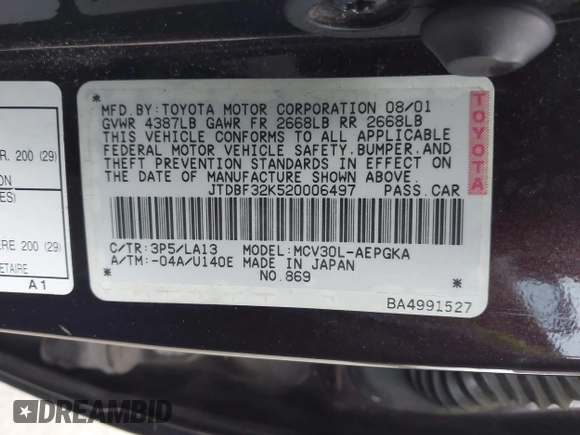 MFD. BY: TOYOTA MOTOR CORPORATION 08/01
GVWR 4387LB GAWR FR 2668LB RR 2668LB
THIS VEHICLE CONFORMS TO ALL APPLICABLE
FEDERAL MOTOR VEHICLE SAFETY, BUMPER, AND
THEFT PREVENTION STANDARDS IN EFFECT ON
THE DATE OF MANUFACTURE SHOWN ABOVE.
JTDBF32K520006497 PASS. CAR
C/TR: 3P5/LA13 MODEL: MCV30L-AEPGKA
A/TM: -04A/U140E MADE IN JAPAN
NO. 869
BA4991527
TOYOTA
R. 200 (29)
ION
ES)
ERE 200 (29)
ETAIRE
A 1
DREAMBID